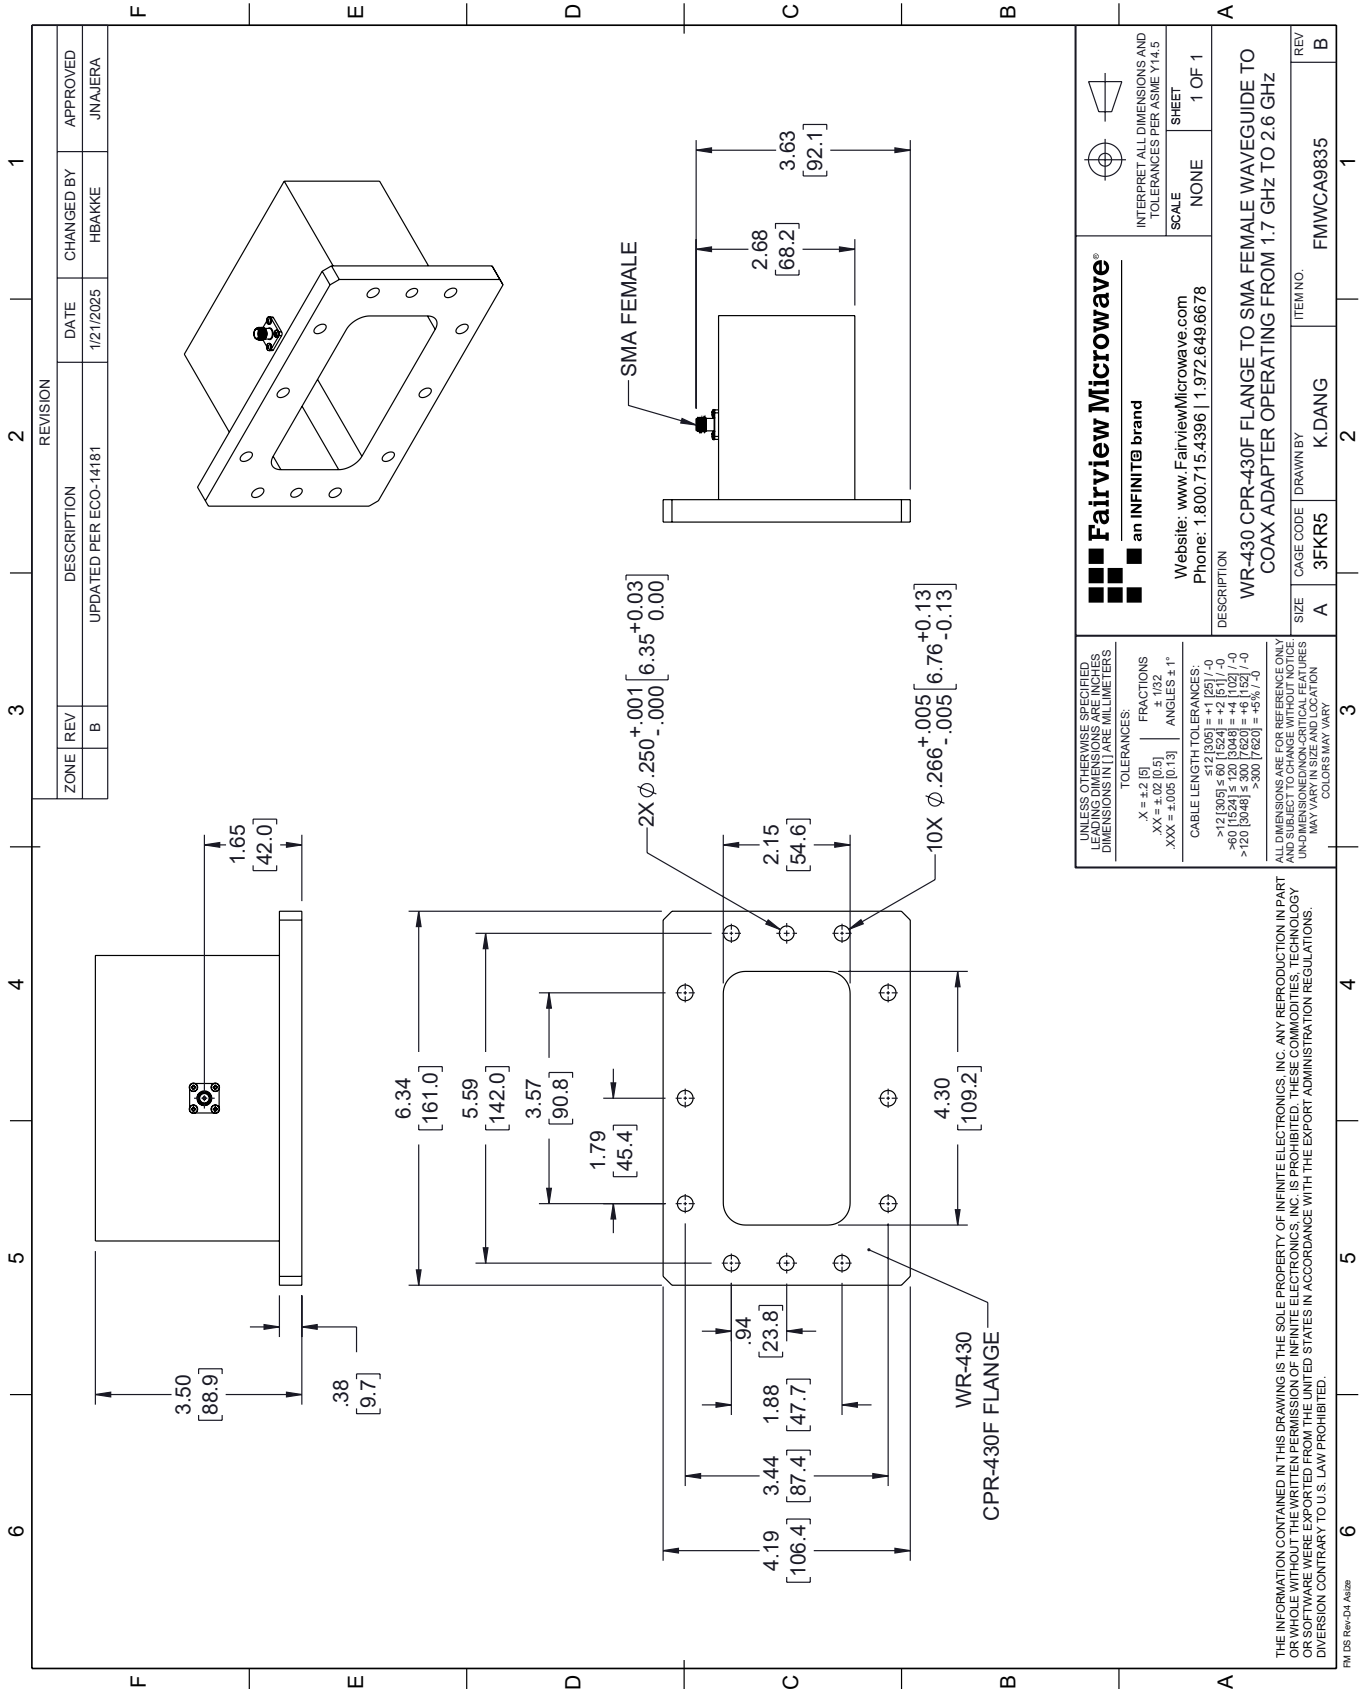 6
5
4
3
2
1
F
E
D
C
B
A
REVISION
ZONE REV DESCRIPTION DATE CHANGED BY APPROVED
B UPDATED PER ECO-14181 1/21/2025 HBAKKE JNAJERA
3.50
[88.9]
.38
[9.7]
1.65
[42.0]
6.34
[161.0]
5.59
[142.0]
3.57
[90.8]
1.79
[45.4]
4.19
[106.4]
3.44
[87.4]
1.88
[47.7]
.94
[23.8]
4.30
[109.2]
2.15
[54.6]
2X ⌀ .250 +.001 -.000 [6.35 +0.03 0.00]
10X ⌀ .266 +.005 -.005 [6.76 +0.13 -0.13]
WR-430
CPR-430F FLANGE
SMA FEMALE
2.68
[68.2]
3.63
[92.1]
THE INFORMATION CONTAINED IN THIS DRAWING IS THE SOLE PROPERTY OF INFINITE ELECTRONICS, INC. ANY REPRODUCTION IN PART
OR WHOLE WITHOUT THE WRITTEN PERMISSION OF INFINITE ELECTRONICS, INC. IS PROHIBITED. THESE COMMODITIES, TECHNOLOGY
OR SOFTWARE WERE EXPORTED FROM THE UNITED STATES IN ACCORDANCE WITH THE EXPORT ADMINISTRATION REGULATIONS.
DIVERSION CONTRARY TO U.S. LAW PROHIBITED.
UNLESS OTHERWISE SPECIFIED
LEADING DIMENSIONS ARE INCHES
DIMENSIONS IN [ ] ARE MILLIMETERS
TOLERANCES:
.X = ±.2 [5] FRACTIONS
.XX = ±.02 [0.5] ± 1/32
.XXX = ±.005 [0.13] ANGLES ± 1°
CABLE LENGTH TOLERANCES:
≤12 [305] = +1 [25] / -0
>12 [305] ≤ 60 [1524] = +2 [51] / -0
>60 [1524] ≤ 120 [3048] = +4 [102] / -0
>120 [3048] ≤ 300 [7620] = +6 [152] / -0
>300 [7620] = +5% / -0
ALL DIMENSIONS ARE FOR REFERENCE ONLY
AND SUBJECT TO CHANGE WITHOUT NOTICE.
UN-DIMENSIONED/NON-CRITICAL FEATURES
MAY VARY IN SIZE AND LOCATION
COLORS MAY VARY
Fairview Microwave®
an INFINIT® brand
Website: www.FairviewMicrowave.com
Phone: 1.800.715.4396 | 1.972.649.6678
INTERPRET ALL DIMENSIONS AND
TOLERANCES PER ASME Y14.5
SCALE SHEET
NONE 1 OF 1
DESCRIPTION
WR-430 CPR-430F FLANGE TO SMA FEMALE WAVEGUIDE TO
COAX ADAPTER OPERATING FROM 1.7 GHz TO 2.6 GHz
SIZE CAGE CODE DRAWN BY ITEM NO. REV
A 3FKR5 K.DANG FMWCA9835 B
F
E
D
C
B
A
FM DS Rev-D4 Asize
6
5
4
3
2
1